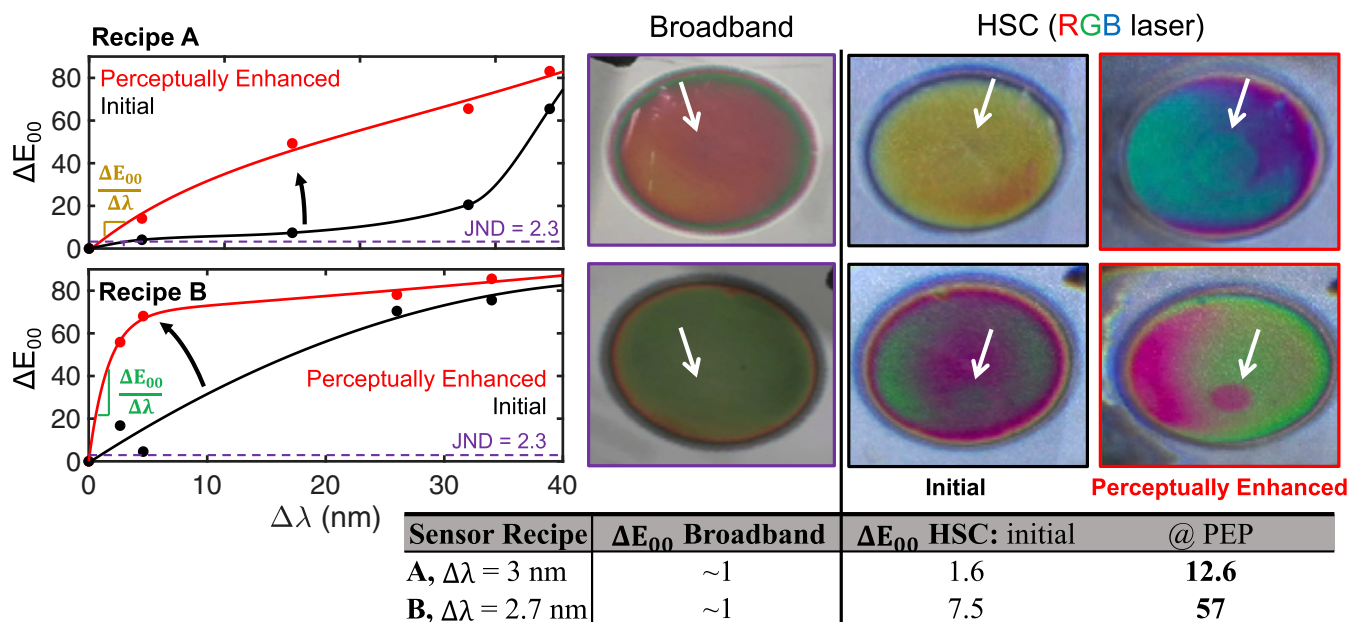 Broadband
HSC (RGB laser)
Recipe A
Perceptually Enhanced
Initial
80
60
40
20
0
ΔE00
ΔE00
Δλ
JND = 2.3
Recipe B
80
60
40
20
0
ΔE00
ΔE00
Δλ
Perceptually Enhanced
Initial
JND = 2.3
0 10 20 30 40
Δλ (nm)
Initial
Perceptually Enhanced
Sensor Recipe ΔE00 Broadband ΔE00 HSC: initial @ PEP
A, Δλ = 3 nm ~1 1.6 12.6
B, Δλ = 2.7 nm ~1 7.5 57